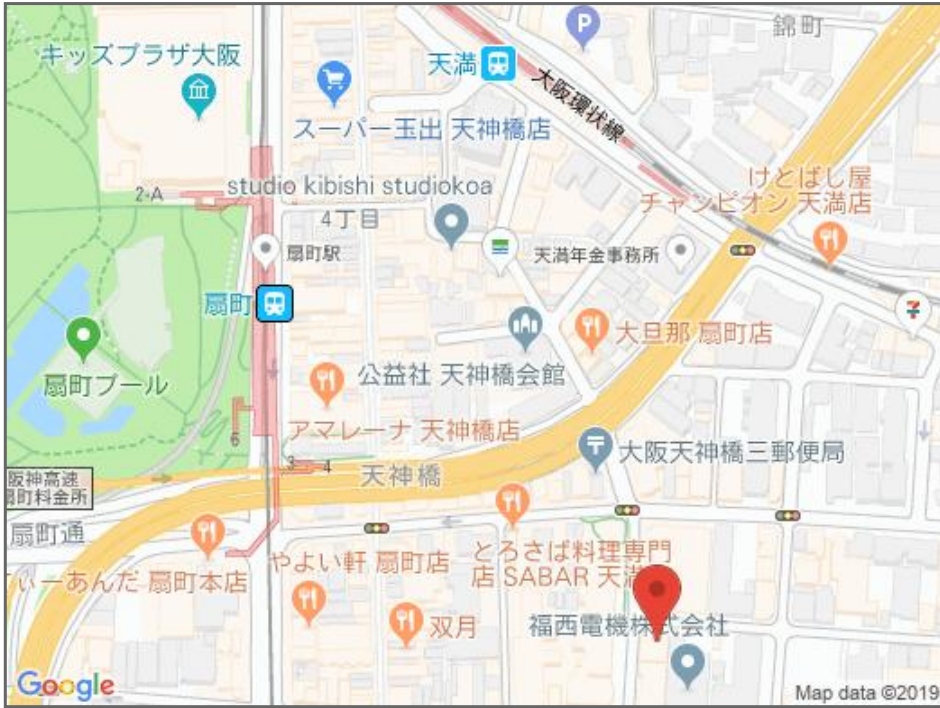 錦町
キッズプラザ大阪
天満
大阪環状線
スーパー玉出 天神橋店
けとばし屋
チャンピオン 天満店
2-A
studio kibishi studiokoa
4丁目
扇町駅
天満年金事務所
扇町
大旦那 扇町店
扇町プール
公益社 天神橋会館
アマレーナ 天神橋店
6
3
4
大阪天神橋三郵便局
天神橋
阪神高速
扇町料金所
扇町通
とろさば料理専門
店 SABAR 天満
やよい軒 扇町店
ぃーあんだ 扇町本店
双月
福西電機株式会社
Google
Map data ©2019